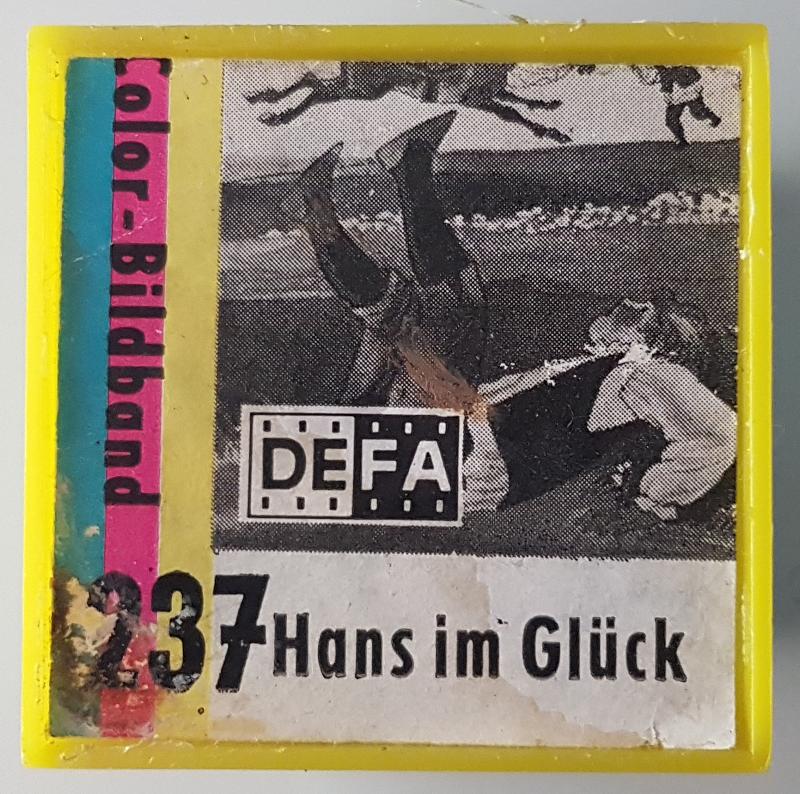 Color-Bildband
DEFA
237 Hans im Glück